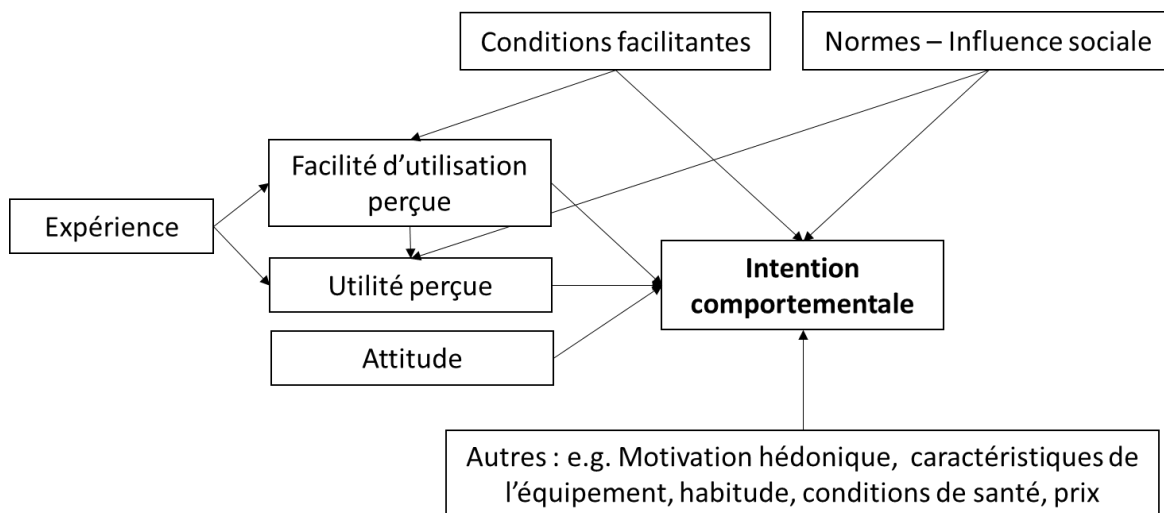 Conditions facilitantes
Normes – Influence sociale
Facilité d'utilisation
perçue
Expérience
Utilité perçue
Intention
comportementale
Attitude
Autres : e.g. Motivation hédonique, caractéristiques de
l'équipement, habitude, conditions de santé, prix